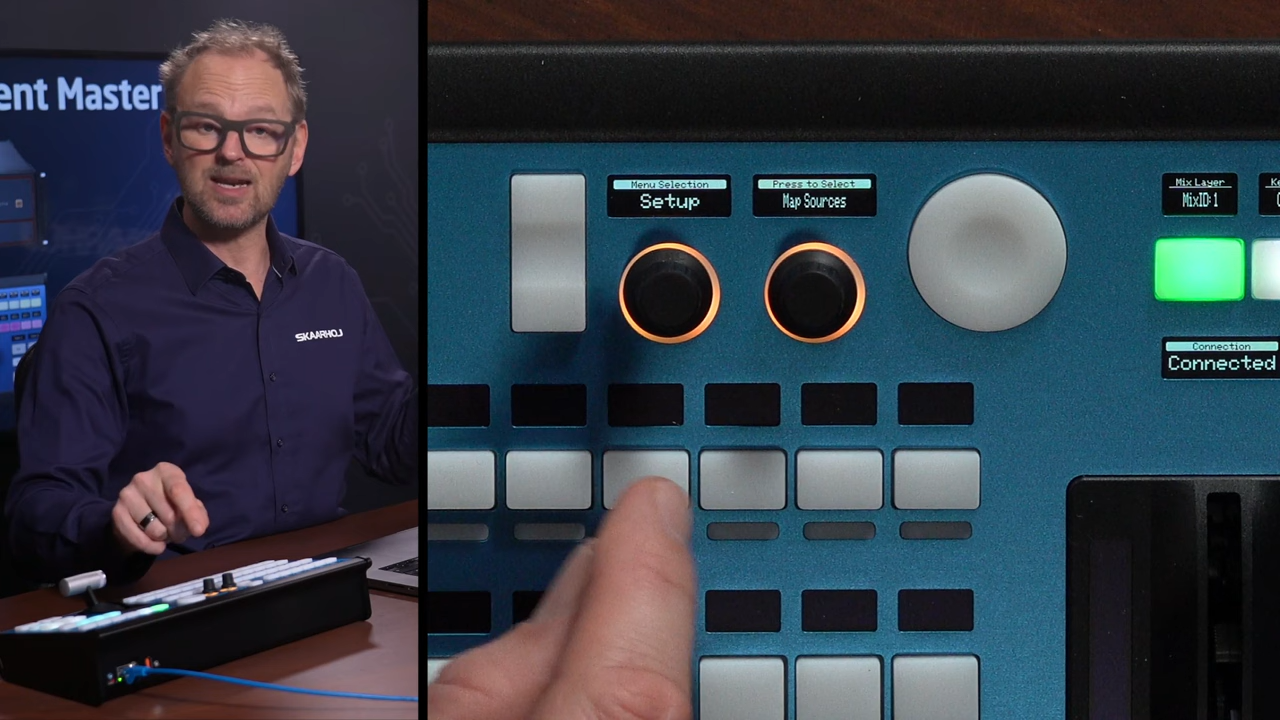 ent Master
SKAARHOJ
Menu Selection
Setup
Press to Select
Map Sources
Mix Layer
MixID:1
Connection
Connected